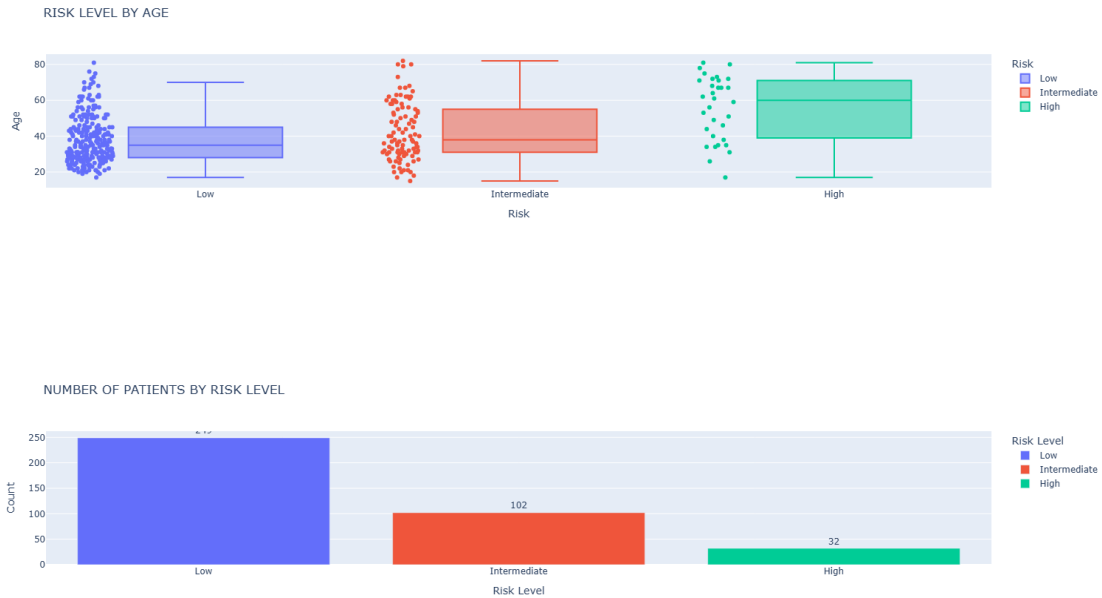 RISK LEVEL BY AGE
Risk
Low
Intermediate
High
Age
80
60
40
20
Low Intermediate High
Risk
NUMBER OF PATIENTS BY RISK LEVEL
Risk Level
Low
Intermediate
High
Count
250
200
150
100
50
0
102
32
Low Intermediate High
Risk Level